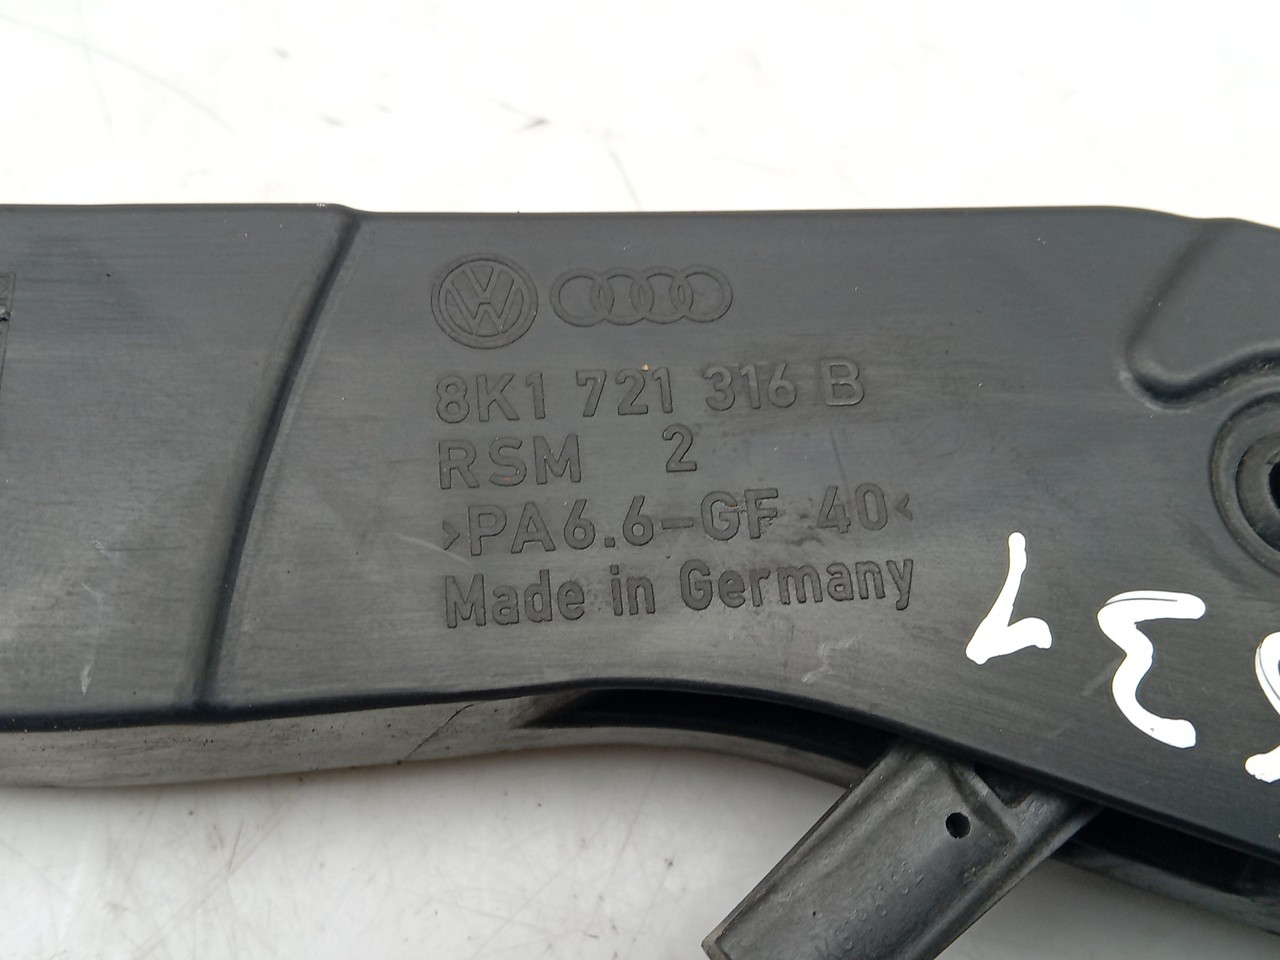 8K1 721 316 B
RSM 2
>PA6.6-GF 40<
Made in Germany